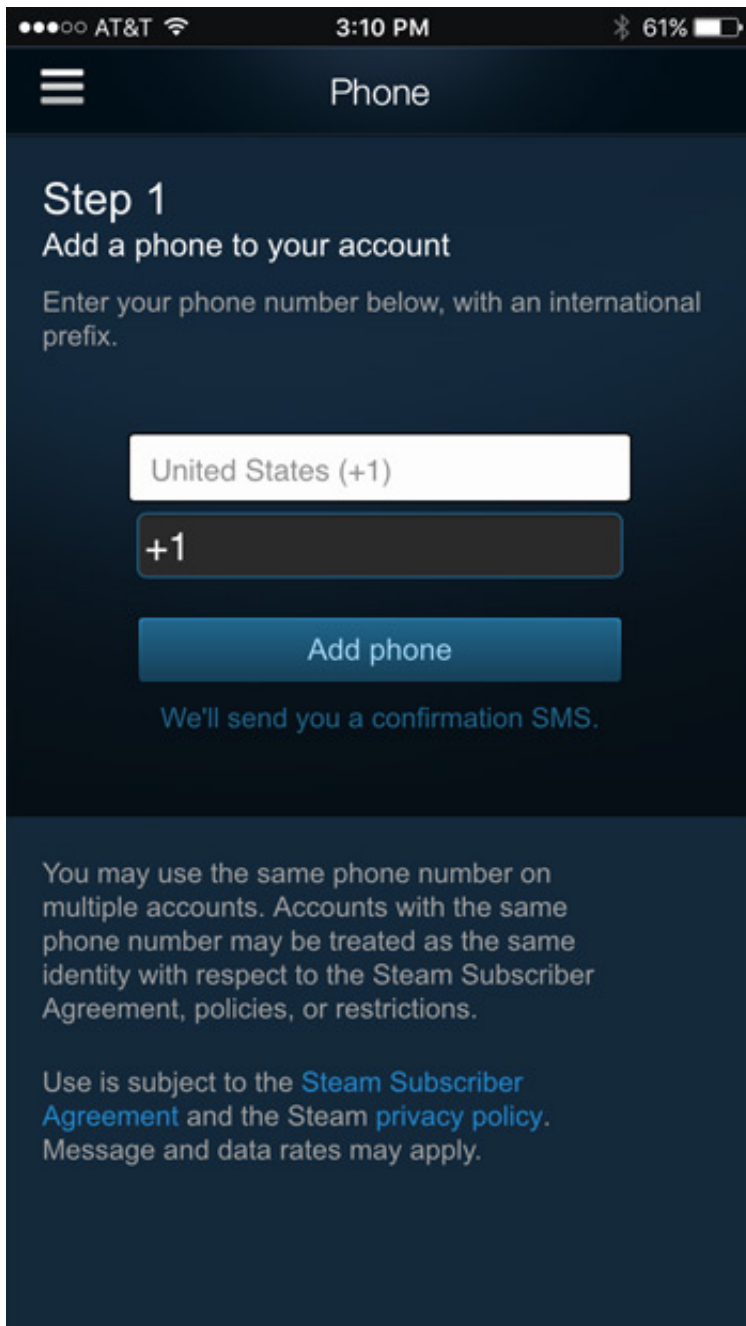 AT&T 3:10 PM 61%
Phone
Step 1
Add a phone to your account
Enter your phone number below, with an international
prefix.
United States (+1)
+1
Add phone
We'll send you a confirmation SMS.
You may use the same phone number on
multiple accounts. Accounts with the same
phone number may be treated as the same
identity with respect to the Steam Subscriber
Agreement, policies, or restrictions.
Use is subject to the Steam Subscriber
Agreement and the Steam privacy policy.
Message and data rates may apply.